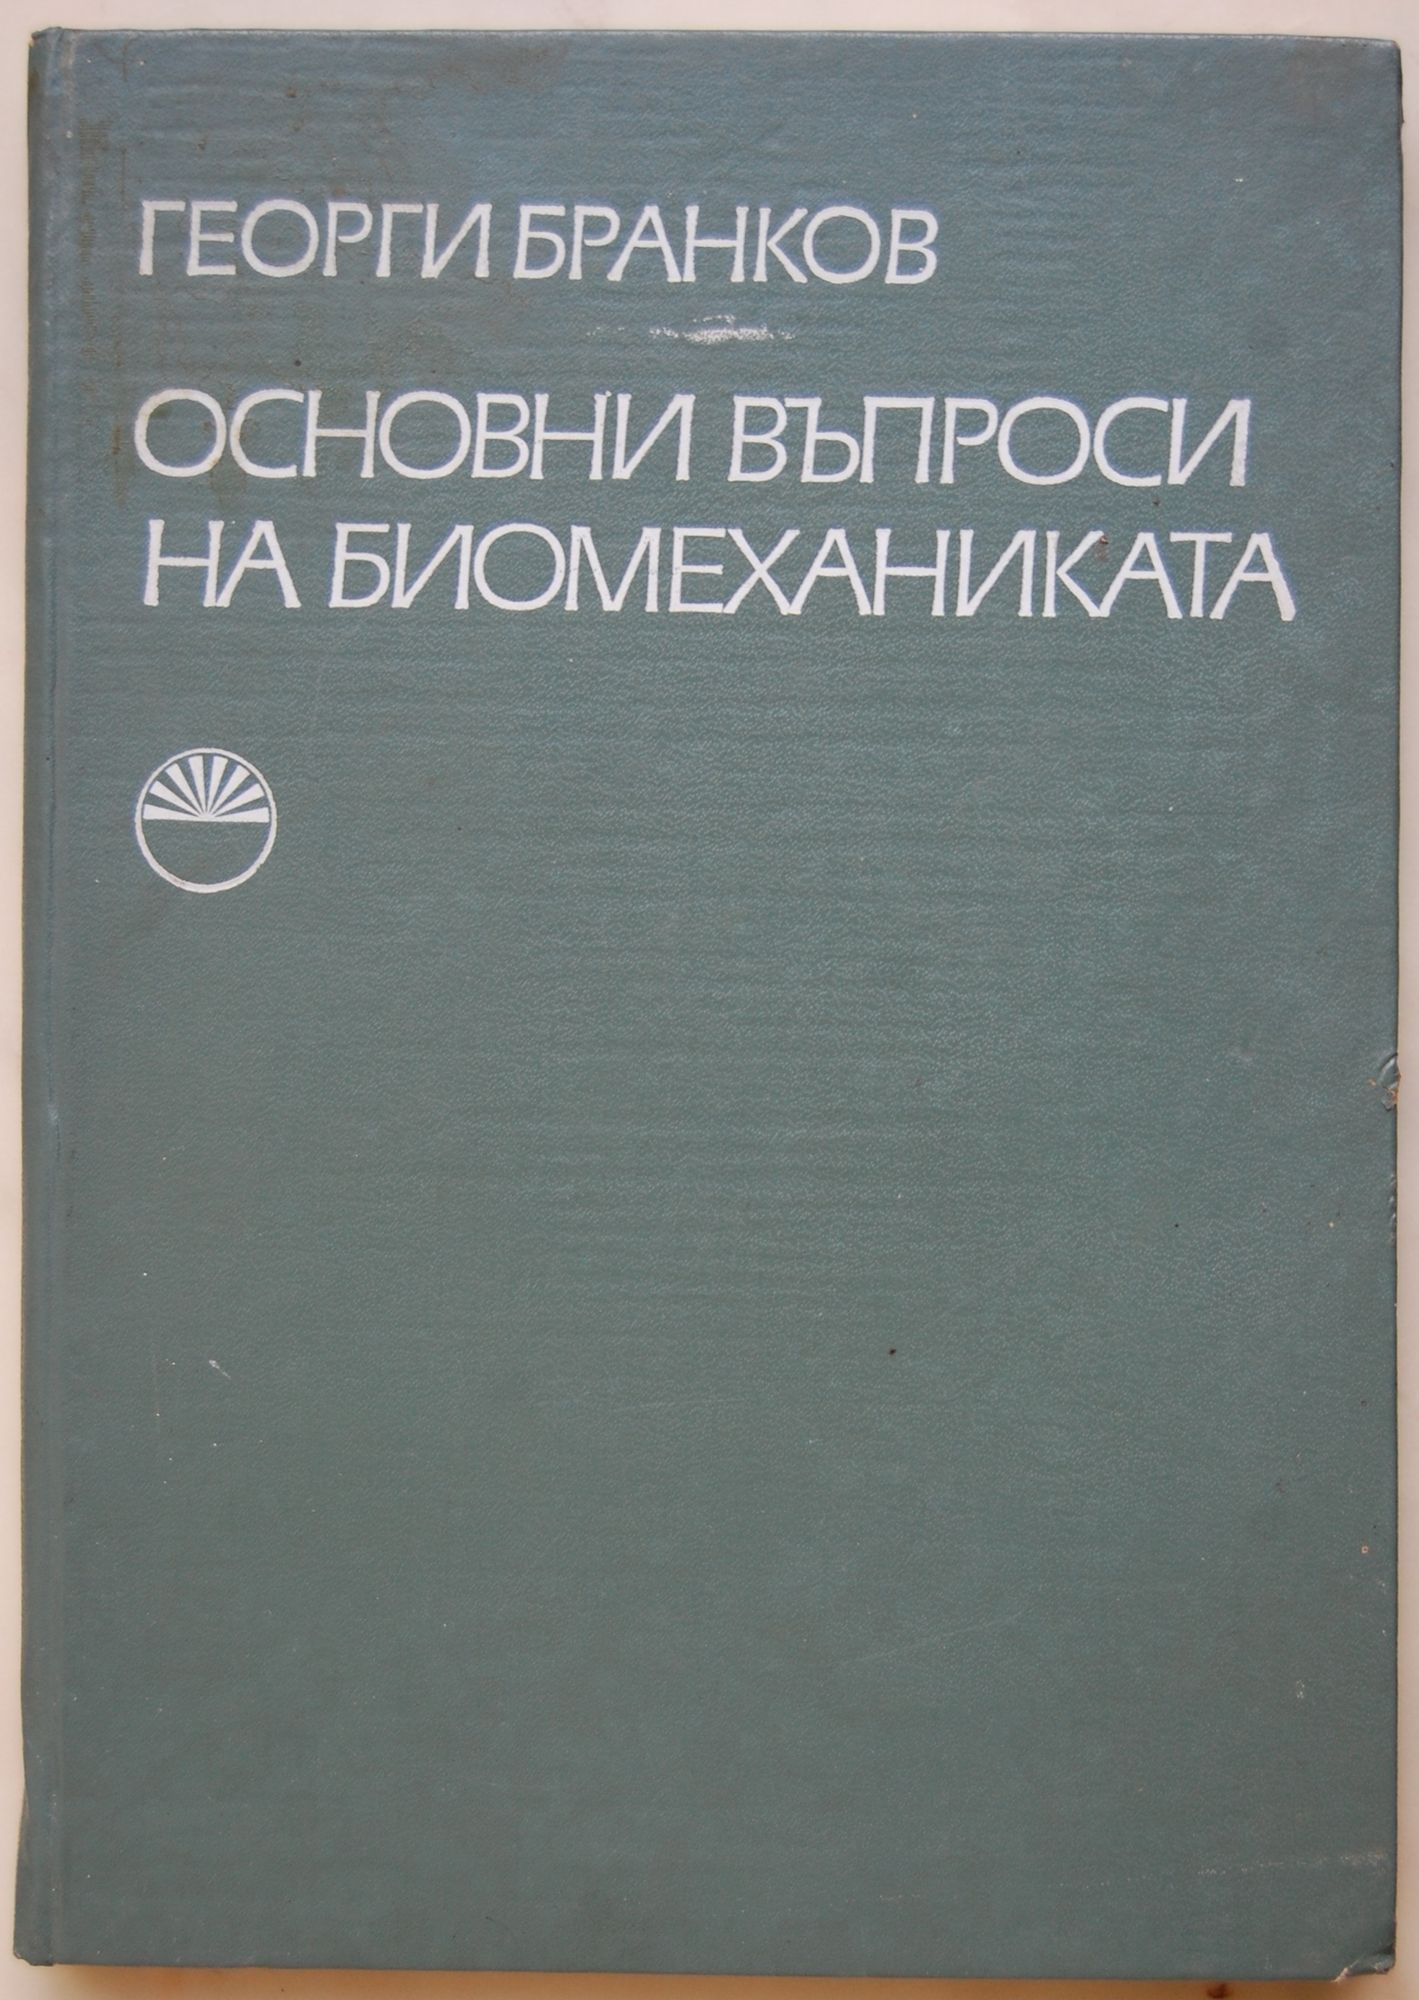 ГЕОРГИ БРАНКОВ
ОСНОВНИ ВЪПРОСИ
НА БИОМЕХАНИКАТА